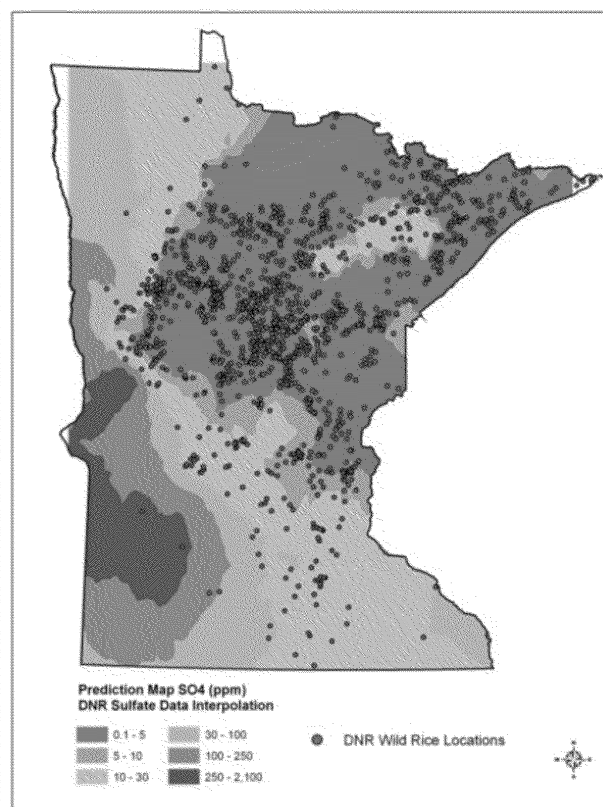 Prediction Map SO4 (ppm)
DNR Sulfate Data Interpolation
0.1 - 5
5 - 10
10 - 30
30 - 100
100 - 250
250 - 2,100
DNR Wild Rice Locations